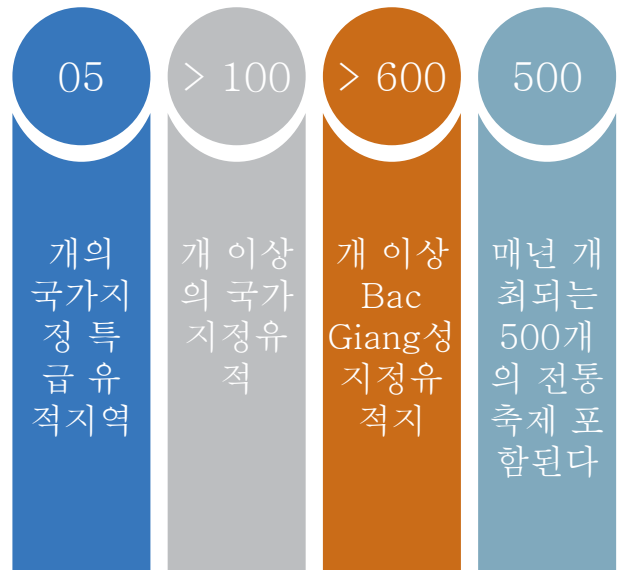 05
개의
국가지
정 특
급 유
적지역
> 100
개 이상
의 국가
지정유
적
> 600
개 이상
Bac
Giang성
지정유
적지
500
매년 개
최되는
500개
의 전통
축제 포
함된다